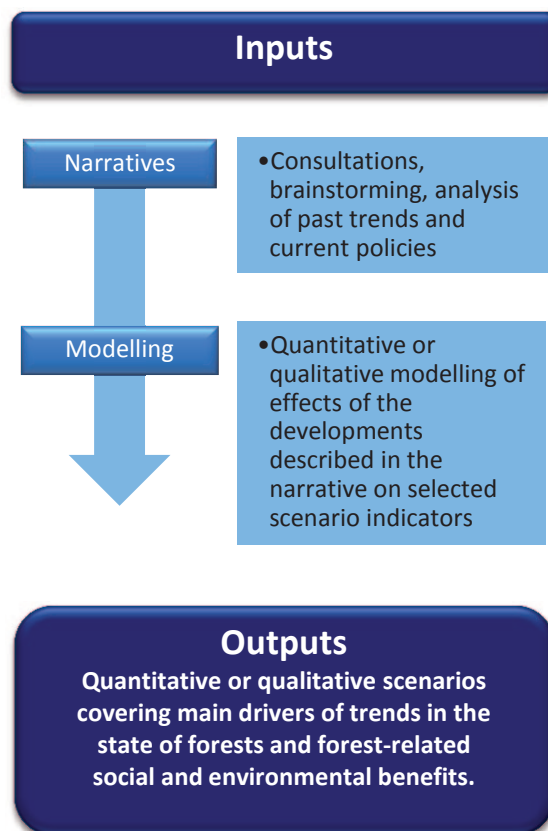 Inputs
Narratives
•Consultations,
brainstorming, analysis
of past trends and
current policies
Modelling
•Quantitative or
qualitative modelling of
effects of the
developments
described in the
narrative on selected
scenario indicators
Outputs
Quantitative or qualitative scenarios
covering main drivers of trends in the
state of forests and forest-related
social and environmental benefits.